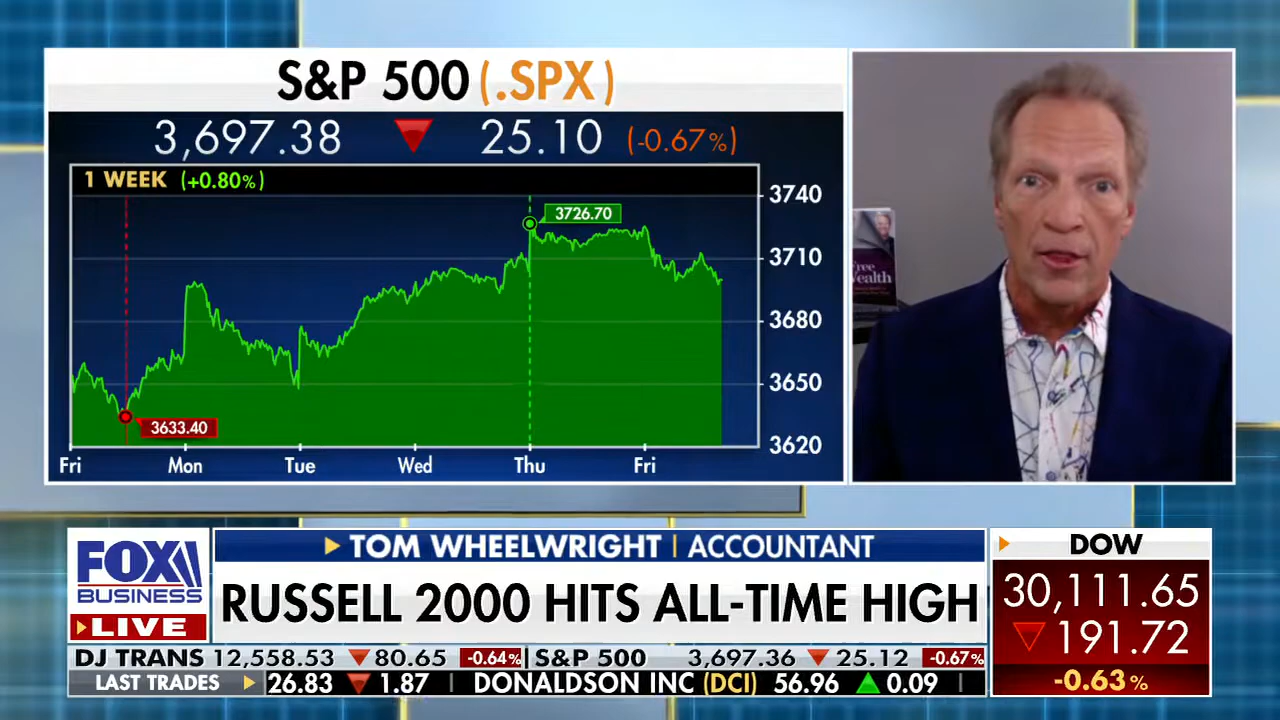 S&P 500 (.SPX)
3,697.38 ▼ 25.10 (-0.67%)
1 WEEK (+0.80%)
3740
3726.70
3710
3680
3650
3633.40
3620
Fri Mon Tue Wed Thu Fri
Free
Wealth
FOX
BUSINESS
LIVE
TOM WHEELWRIGHT | ACCOUNTANT
RUSSELL 2000 HITS ALL-TIME HIGH
DOW
30,111.65
▼ 191.72
-0.63%
DJ TRANS 12,558.53 ▼ 80.65 -0.64% S&P 500 3,697.36 ▼ 25.12 -0.67%
LAST TRADES 26.83 ▼ 1.87 | DONALDSON INC (DCI) 56.96 ▲ 0.09 |